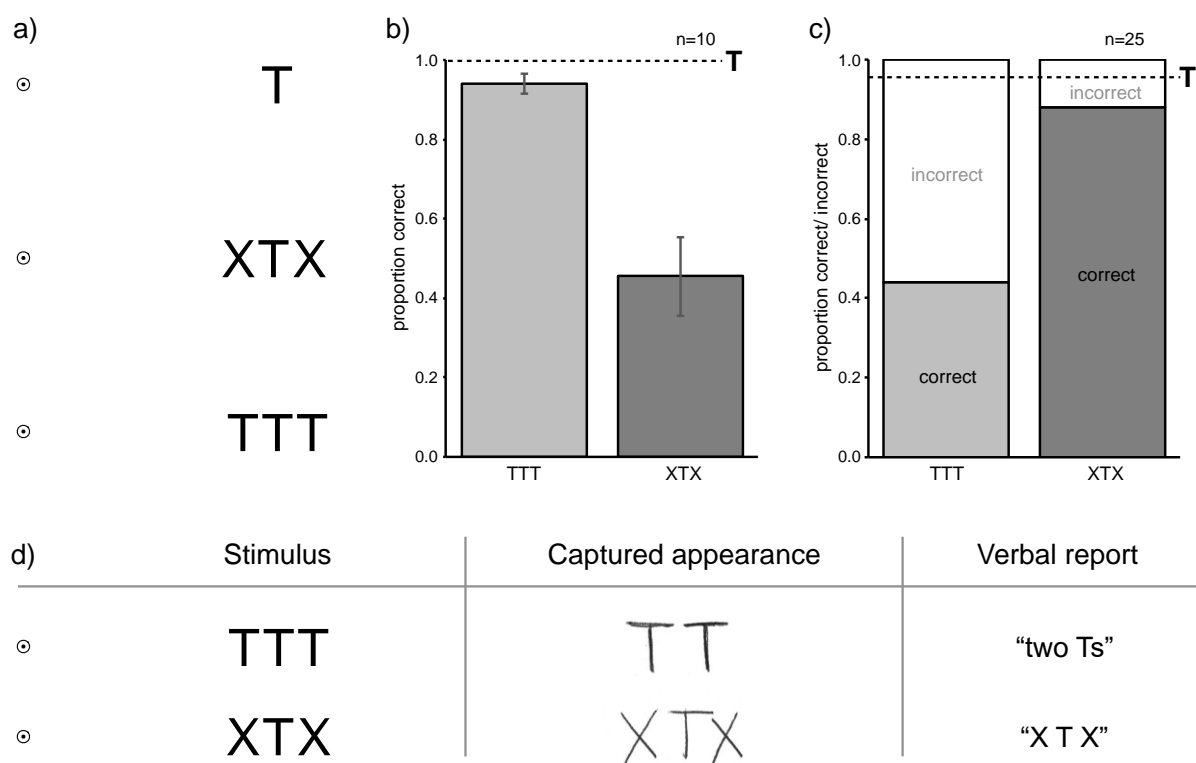 a)
T
XTX
TTT
b)
n=10
T
proportion correct
1.0
0.8
0.6
0.4
0.2
0.0
TTT
XTX
c)
n=25
T
proportion correct/ incorrect
1.0
0.8
0.6
0.4
0.2
0.0
incorrect
correct
incorrect
correct
TTT
XTX
d)
Stimulus
Captured appearance
Verbal report
TTT
T T
“two Ts”
XTX
XTX
“X T X”